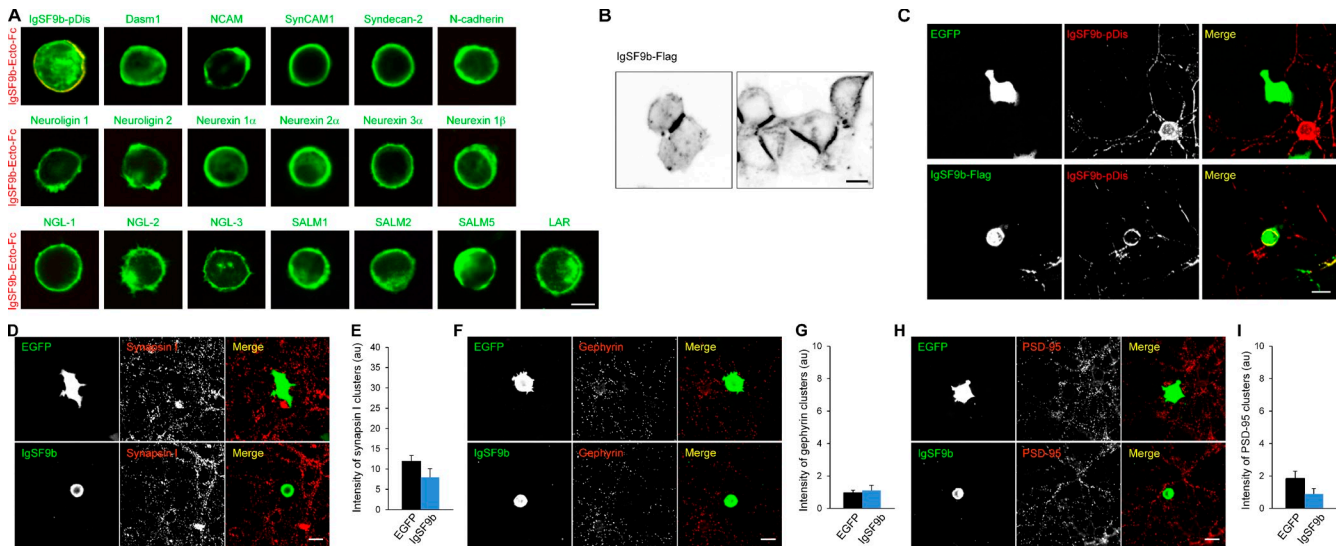 A
IgSF9b-pDis Dasm1 NCAM SynCAM1 Syndecan-2 N-cadherin
IgSF9b-Ecto-Fc
Neuroligin 1 Neuroligin 2 Neurexin 1α Neurexin 2α Neurexin 3α Neurexin 1β
IgSF9b-Ecto-Fc
NGL-1 NGL-2 NGL-3 SALM1 SALM2 SALM5 LAR
IgSF9b-Ecto-Fc
B
IgSF9b-Flag
C
EGFP IgSF9b-pDis Merge
IgSF9b-Flag IgSF9b-pDis Merge
D
EGFP Synapsin I Merge
IgSF9b Synapsin I Merge
E
Intensity of synapsin I clusters (au)
40
35
30
25
20
15
10
5
0
EGFP
IgSF9b
F
EGFP Gephyrin Merge
IgSF9b Gephyrin Merge
G
Intensity of gephyrin clusters (au)
10
8
6
4
2
0
EGFP
IgSF9b
H
EGFP PSD-95 Merge
IgSF9b PSD-95 Merge
I
Intensity of PSD-95 clusters (au)
10
8
6
4
2
0
EGFP
IgSF9b